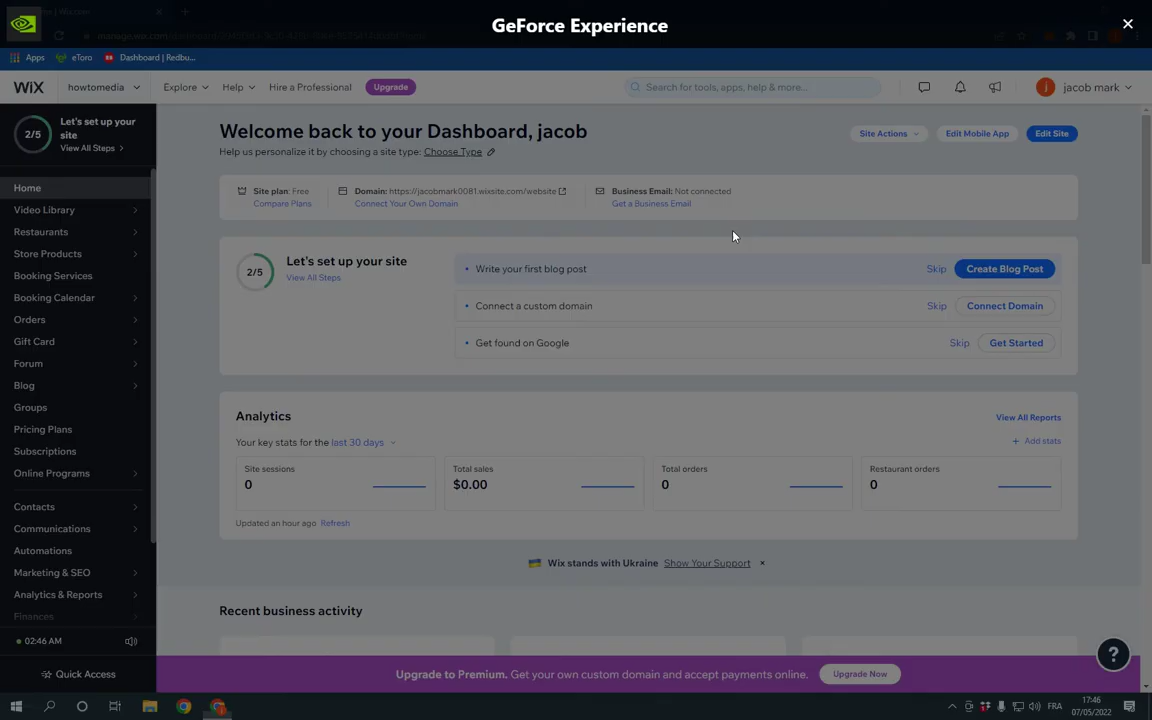 GeForce Experience
Apps
eToro
Dashboard | Redbu...
WiX
howtomedia
Explore
Help
Hire a Professional
Upgrade
Search for tools, apps, help & more...
jacob mark
2/5
Let's set up your
site
View All Steps
Home
Video Library
Restaurants
Store Products
Booking Services
Booking Calendar
Orders
Gift Card
Forum
Blog
Groups
Pricing Plans
Subscriptions
Online Programs
Contacts
Communications
Automations
Marketing & SEO
Analytics & Reports
Finances
02:46 AM
Quick Access
Welcome back to your Dashboard, jacob
Help us personalize it by choosing a site type: Choose Type
Site Actions
Edit Mobile App
Edit Site
Site plan: Free
Compare Plans
Domain: https://jacobmark0081.wixsite.com/website
Connect Your Own Domain
Business Email: Not connected
Get a Business Email
2/5
Let's set up your site
View All Steps
Write your first blog post
Skip
Create Blog Post
Connect a custom domain
Skip
Connect Domain
Get found on Google
Skip
Get Started
Analytics
View All Reports
Your key stats for the last 30 days
+ Add stats
Site sessions
0
Total sales
$0.00
Total orders
0
Restaurant orders
0
Updated an hour ago Refresh
Wix stands with Ukraine Show Your Support ×
Recent business activity
Upgrade to Premium. Get your own custom domain and accept payments online.
Upgrade Now
?
FRA
17:46
07/05/2022